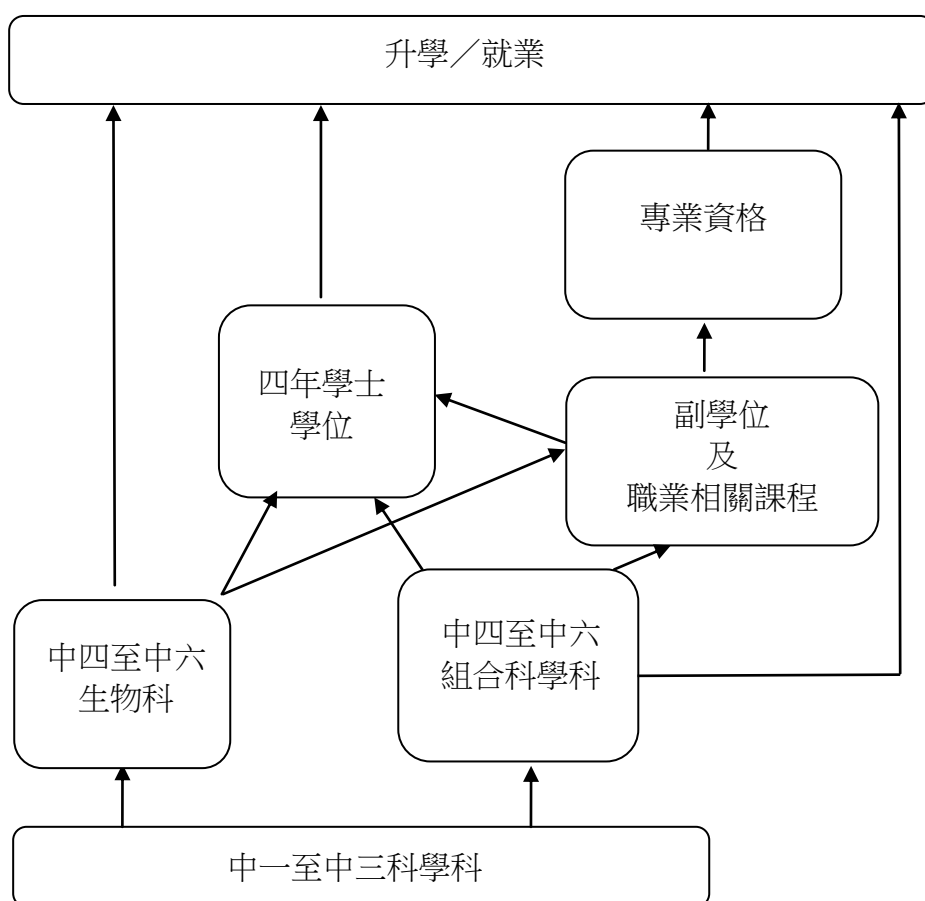 升學／就業
專業資格
四年學士
學位
副學位
及
職業相關課程
中四至中六
生物科
中四至中六
組合科學科
中一至中三科學科